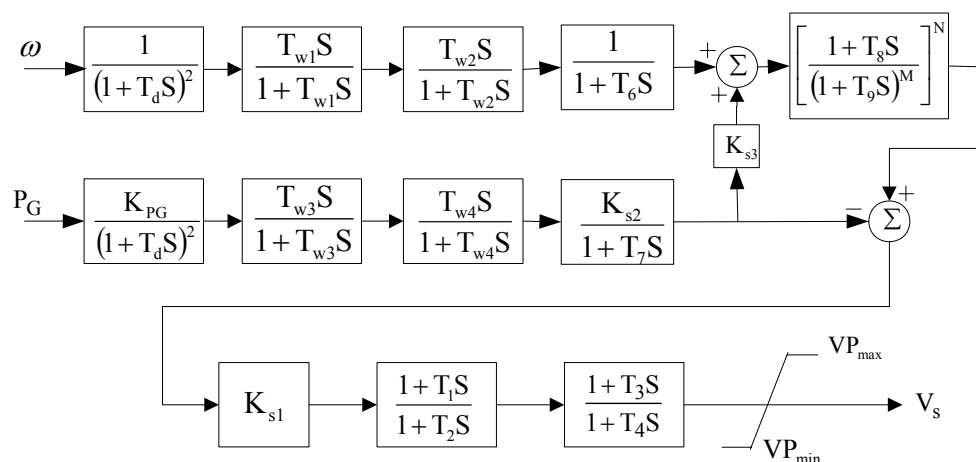 ω
1 / (1 + T_dS)^2
T_w1S / 1 + T_w1S
T_w2S / 1 + T_w2S
1 / 1 + T_6S
+
+
Σ
[ 1 + T_8S / (1 + T_9S)^M ]^N
K_s3
P_G
K_PG / (1 + T_dS)^2
T_w3S / 1 + T_w3S
T_w4S / 1 + T_w4S
K_s2 / 1 + T_7S
−
+
Σ
K_s1
1 + T_1S / 1 + T_2S
1 + T_3S / 1 + T_4S
VP_max
VP_min
V_s